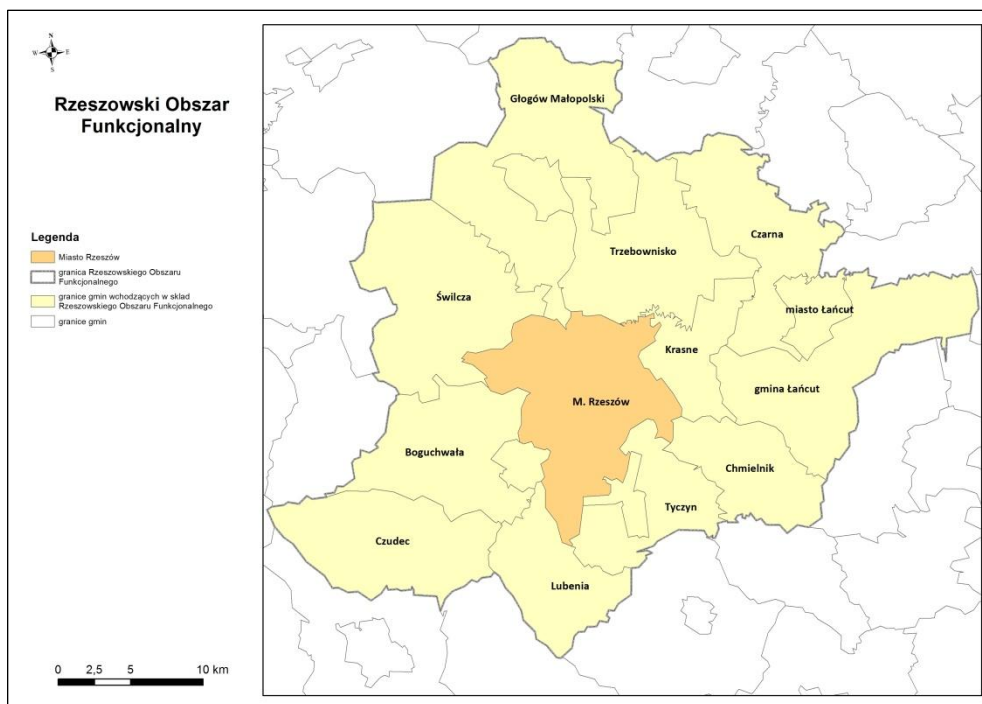 N
W E
S
Rzeszowski Obszar
Funkcjonalny
Legenda
Miasto Rzeszów
granica Rzeszowskiego Obszaru
Funkcjonalnego
granice gmin wchodzących w skład
Rzeszowskiego Obszaru Funkcjonalnego
granice gmin
0 2,5 5 10 km
Głogów Małopolski
Czarna
Trzebownisko
Świlcza
miasto Łańcut
Krasne
gmina Łańcut
M. Rzeszów
Boguchwała
Chmielnik
Tyczyn
Czudec
Lubenia